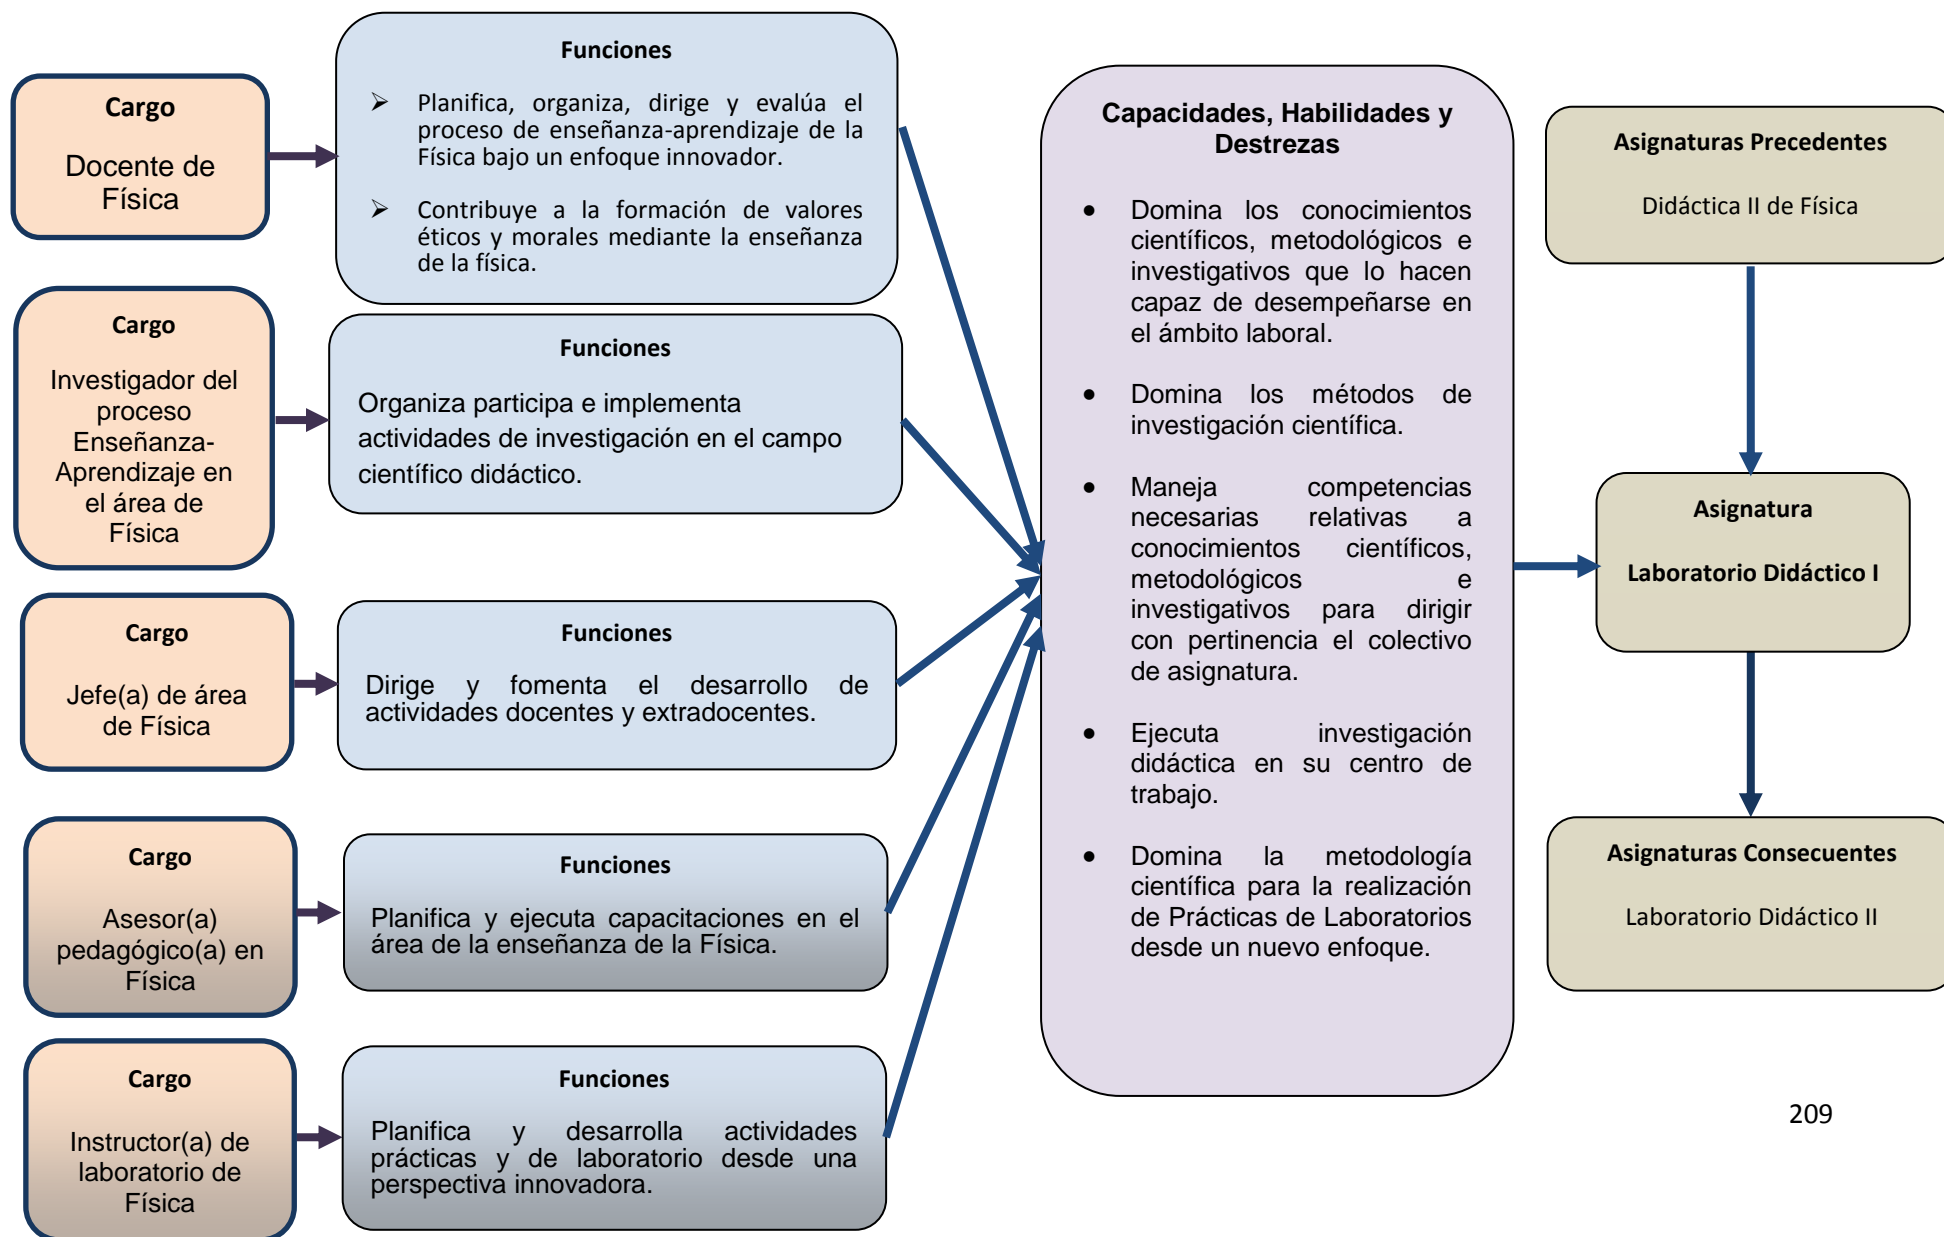 Cargo
Docente de
Física
Funciones
➢ Planifica, organiza, dirige y evalúa el
proceso de enseñanza-aprendizaje de la
Física bajo un enfoque innovador.
➢ Contribuye a la formación de valores
éticos y morales mediante la enseñanza
de la física.
Cargo
Investigador del
proceso
Enseñanza-
Aprendizaje en
el área de
Física
Funciones
Organiza participa e implementa
actividades de investigación en el campo
científico didáctico.
Cargo
Jefe(a) de área
de Física
Funciones
Dirige y fomenta el desarrollo de
actividades docentes y extradocentes.
Cargo
Asesor(a)
pedagógico(a) en
Física
Funciones
Planifica y ejecuta capacitaciones en el
área de la enseñanza de la Física.
Cargo
Instructor(a) de
laboratorio de
Física
Funciones
Planifica y desarrolla actividades
prácticas y de laboratorio desde una
perspectiva innovadora.
Capacidades, Habilidades y
Destrezas
• Domina los conocimientos
científicos, metodológicos e
investigativos que lo hacen
capaz de desempeñarse en
el ámbito laboral.
• Domina los métodos de
investigación científica.
• Maneja competencias
necesarias relativas a
conocimientos científicos,
metodológicos e
investigativos para dirigir
con pertinencia el colectivo
de asignatura.
• Ejecuta investigación
didáctica en su centro de
trabajo.
• Domina la metodología
científica para la realización
de Prácticas de Laboratorios
desde un nuevo enfoque.
Asignaturas Precedentes
Didáctica II de Física
Asignatura
Laboratorio Didáctico I
Asignaturas Consecuentes
Laboratorio Didáctico II
209